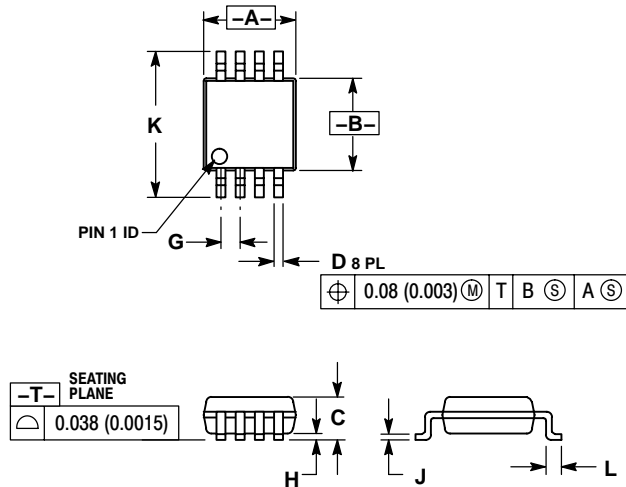 –A–
K
–B–
PIN 1 ID
G
D 8 PL
0.08 (0.003) Ⓜ T B Ⓢ A Ⓢ
–T– SEATING
PLANE
0.038 (0.0015)
C
H
J
L